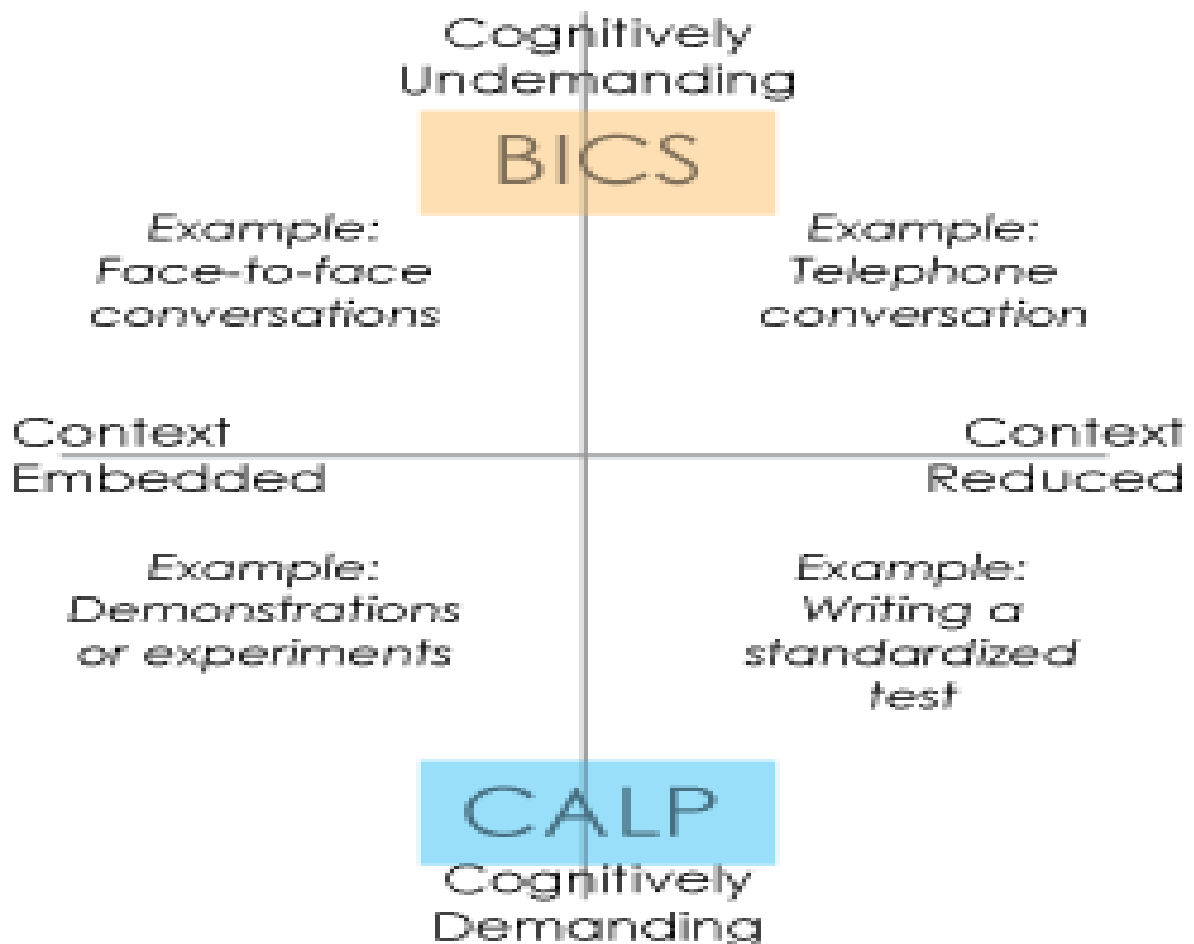 Cognitively
Undemanding
BICS
Example:
Face-to-face
conversations
Example:
Telephone
conversation
Context
Embedded
Context
Reduced
Example:
Demonstrations
or experiments
Example:
Writing a
standardized
test
CALP
Cognitively
Demanding